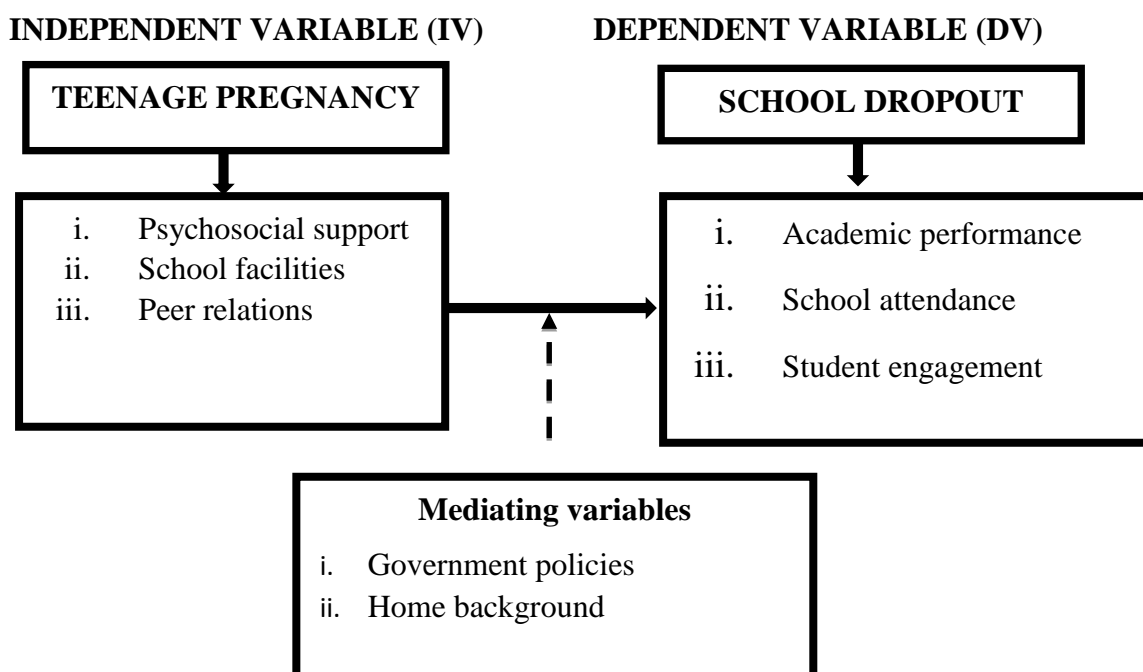 INDEPENDENT VARIABLE (IV)
DEPENDENT VARIABLE (DV)
TEENAGE PREGNANCY
SCHOOL DROPOUT
i. Psychosocial support
ii. School facilities
iii. Peer relations
i. Academic performance
ii. School attendance
iii. Student engagement
Mediating variables
i. Government policies
ii. Home background